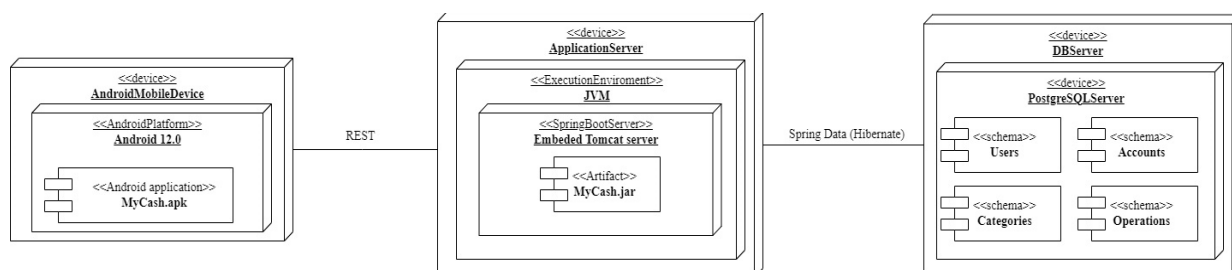 <<device>>
AndroidMobileDevice
<<AndroidPlatform>>
Android 12.0
<<Android application>>
MyCash.apk
REST
<<device>>
ApplicationServer
<<ExecutionEnviroment>>
JVM
<<SpringBootServer>>
Embeded Tomcat server
<<Artifact>>
MyCash.jar
Spring Data (Hibernate)
<<device>>
DBServer
<<device>>
PostgreSQLServer
<<schema>>
Users
<<schema>>
Accounts
<<schema>>
Categories
<<schema>>
Operations